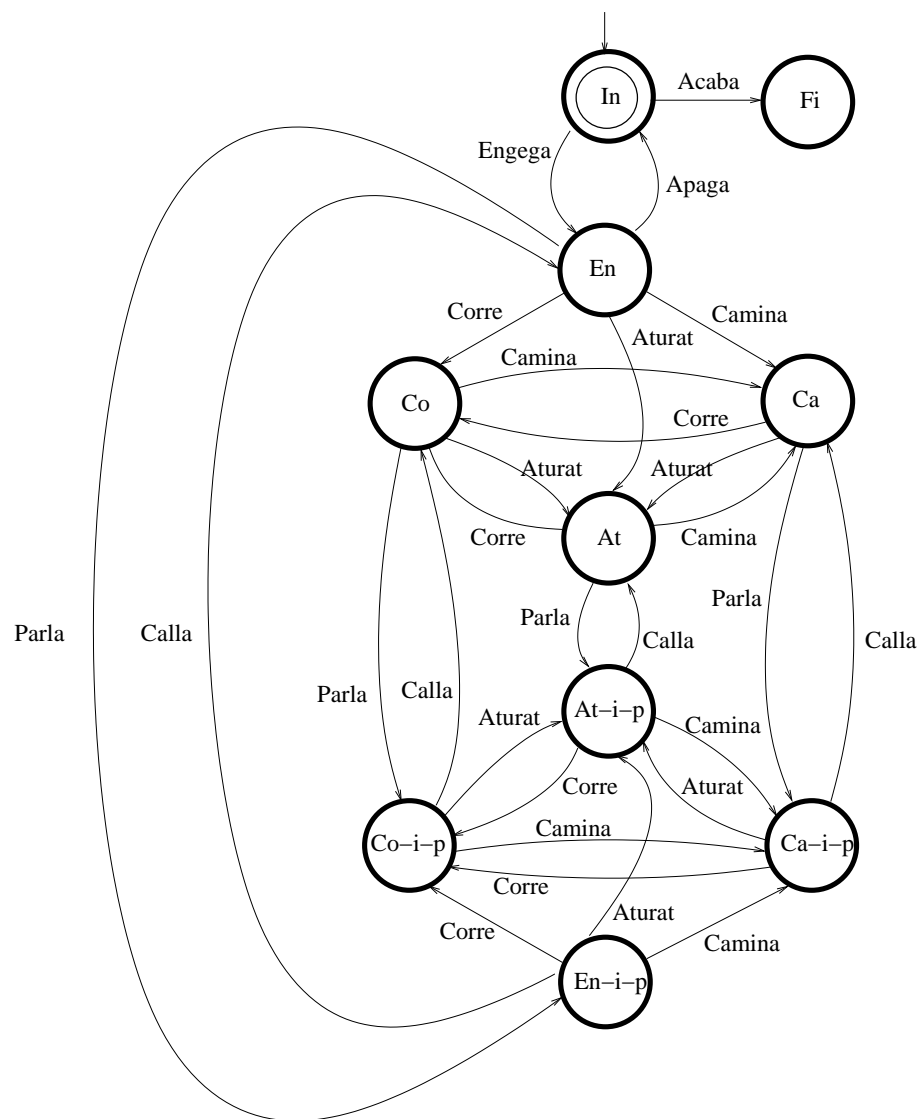 In
Acaba
Fi
Engega
Apaga
En
Corre
Camina
Aturat
Camina
Co
Ca
Corre
Aturat
Aturat
Corre
At
Camina
Parla
Parla
Parla
Calla
Calla
Calla
Parla
Calla
At−i−p
Aturat
Camina
Corre
Aturat
Camina
Co−i−p
Ca−i−p
Corre
Aturat
Corre
Camina
En−i−p